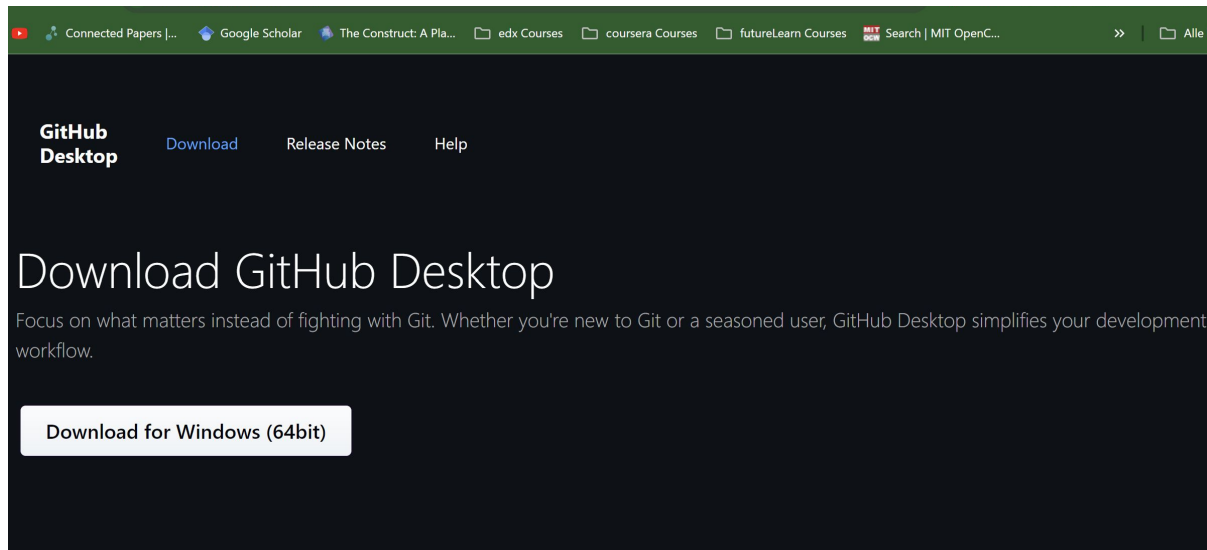 Connected Papers |... Google Scholar The Construct: A Pla... edx Courses coursera Courses futureLearn Courses MIT OCW Search | MIT OpenC... » Alle
GitHub Desktop Download Release Notes Help
Download GitHub Desktop
Focus on what matters instead of fighting with Git. Whether you're new to Git or a seasoned user, GitHub Desktop simplifies your development
workflow.
Download for Windows (64bit)